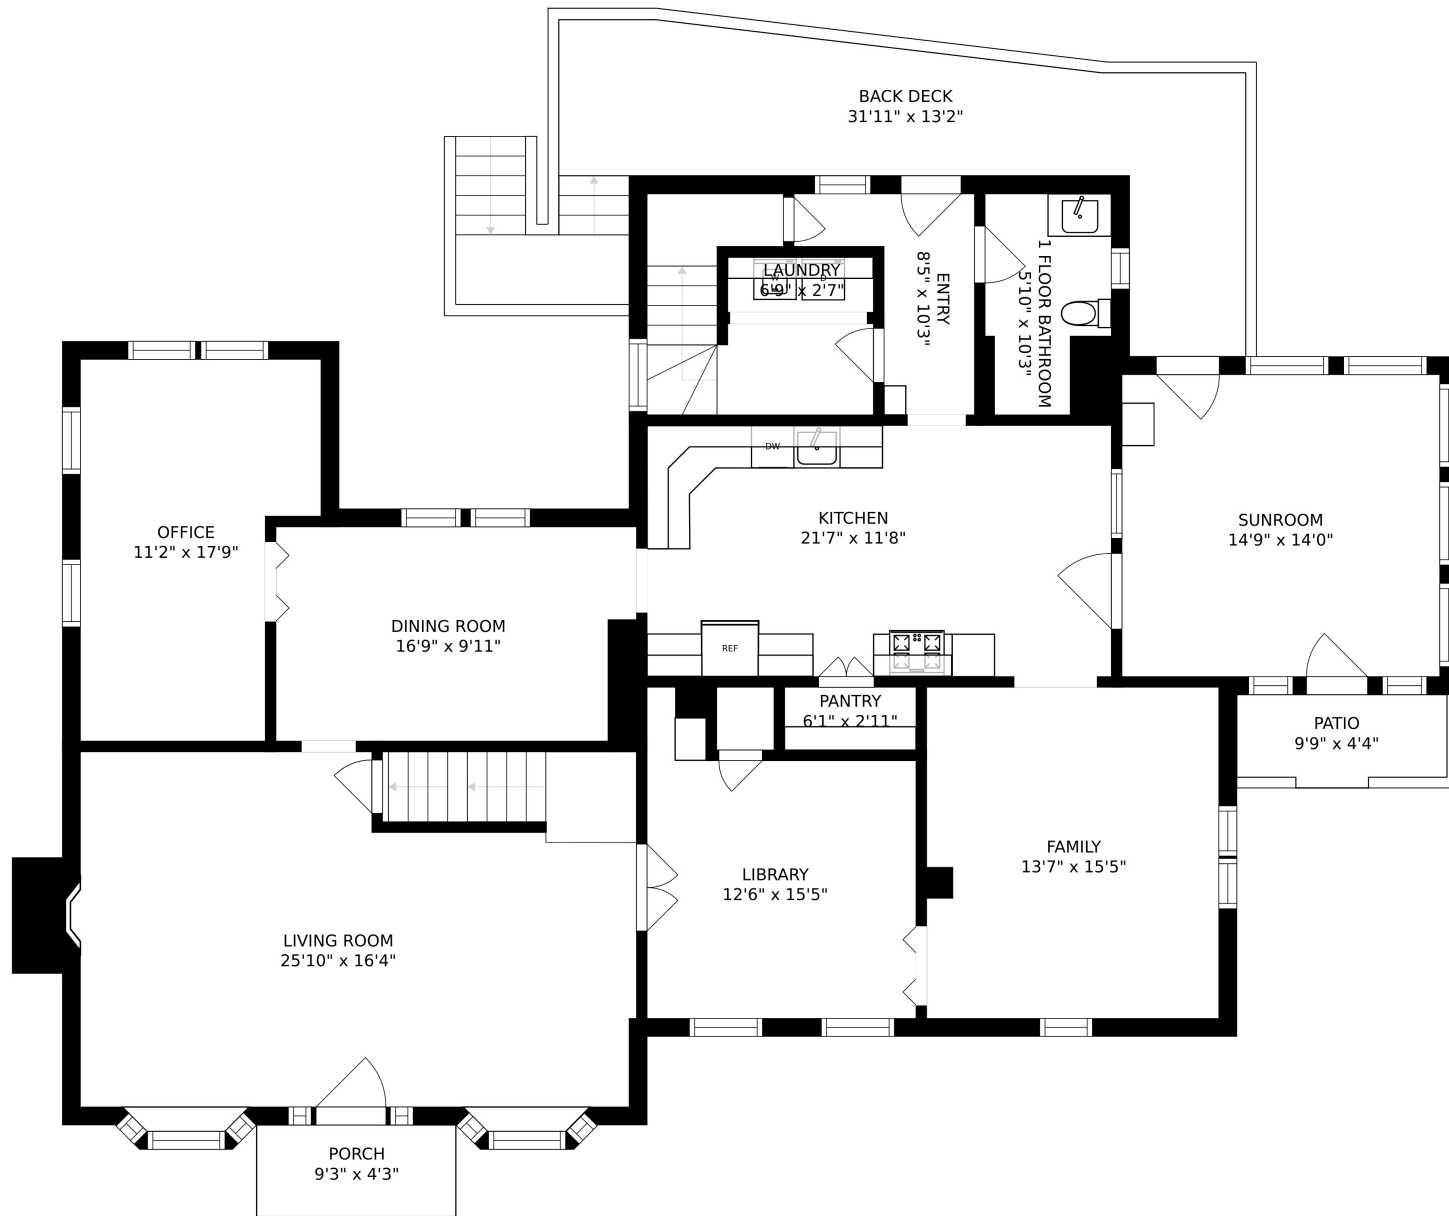 BACK DECK
31'11" x 13'2"
LAUNDRY
6'9" x 2'7"
W
D
ENTRY
8'5" x 10'3"
1 FLOOR BATHROOM
5'10" x 10'3"
OFFICE
11'2" x 17'9"
DINING ROOM
16'9" x 9'11"
DW
KITCHEN
21'7" x 11'8"
REF
SUNROOM
14'9" x 14'0"
PANTRY
6'1" x 2'11"
PATIO
9'9" x 4'4"
LIBRARY
12'6" x 15'5"
FAMILY
13'7" x 15'5"
LIVING ROOM
25'10" x 16'4"
PORCH
9'3" x 4'3"